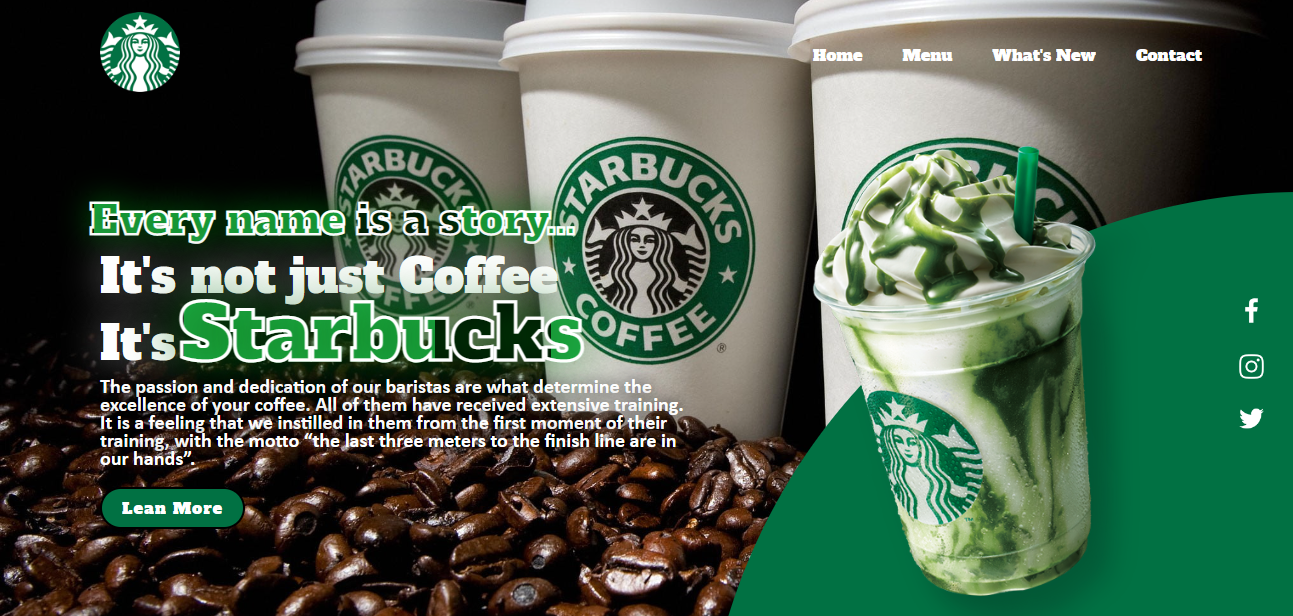 Home Menu What's New Contact
STARBUCKS
COFFEE
®
STARBUCKS
COFFEE
®
Every name is a story...
It's not just Coffee
It's Starbucks
The passion and dedication of our baristas are what determine the
excellence of your coffee. All of them have received extensive training.
It is a feeling that we instilled in them from the first moment of their
training, with the motto “the last three meters to the finish line are in
our hands”.
Lean More
TM